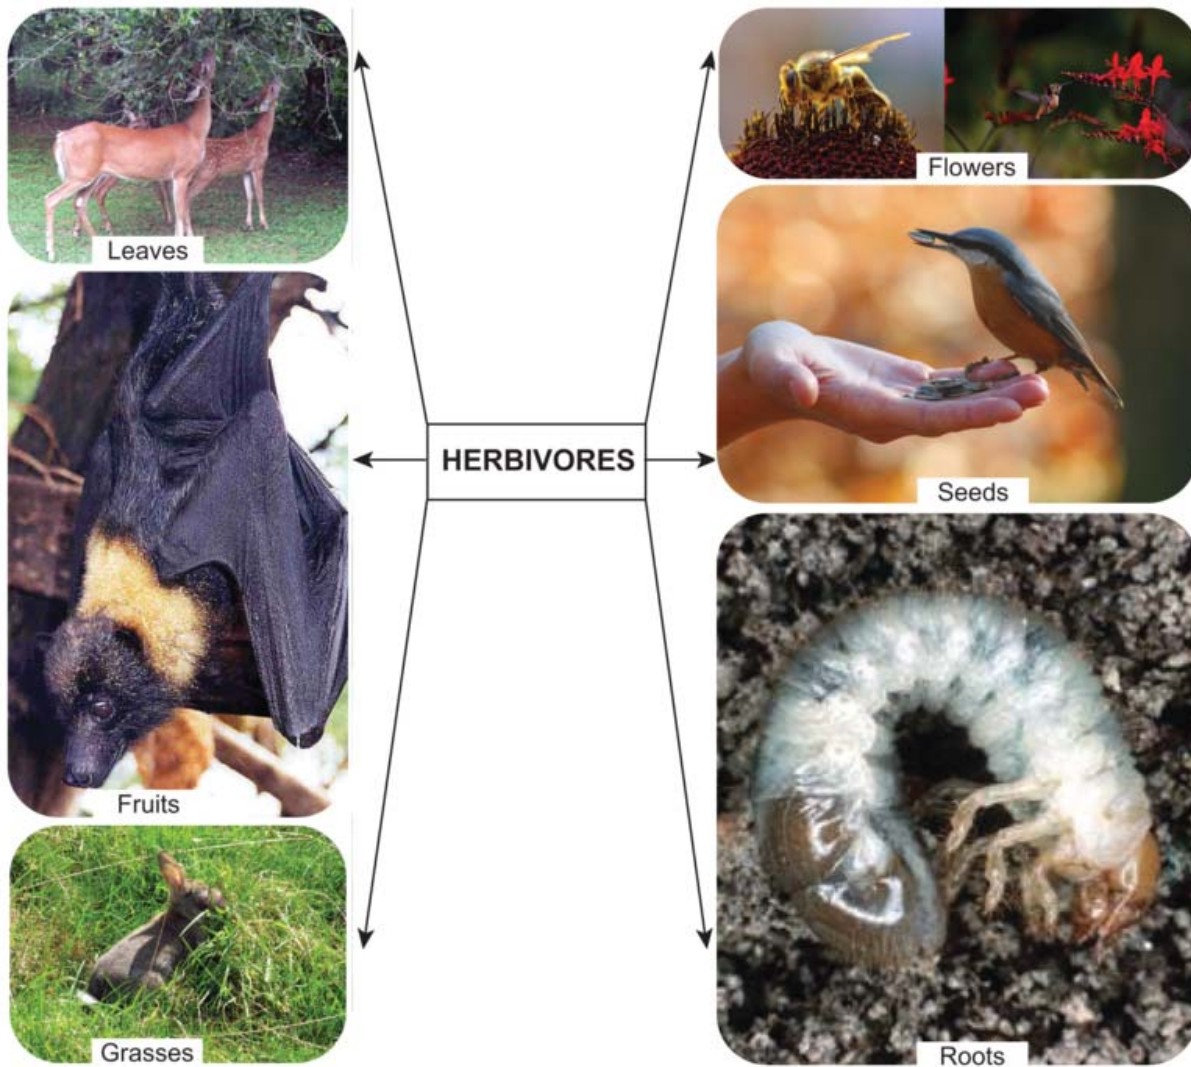 Leaves
Fruits
Grasses
HERBIVORES
Flowers
Seeds
Roots